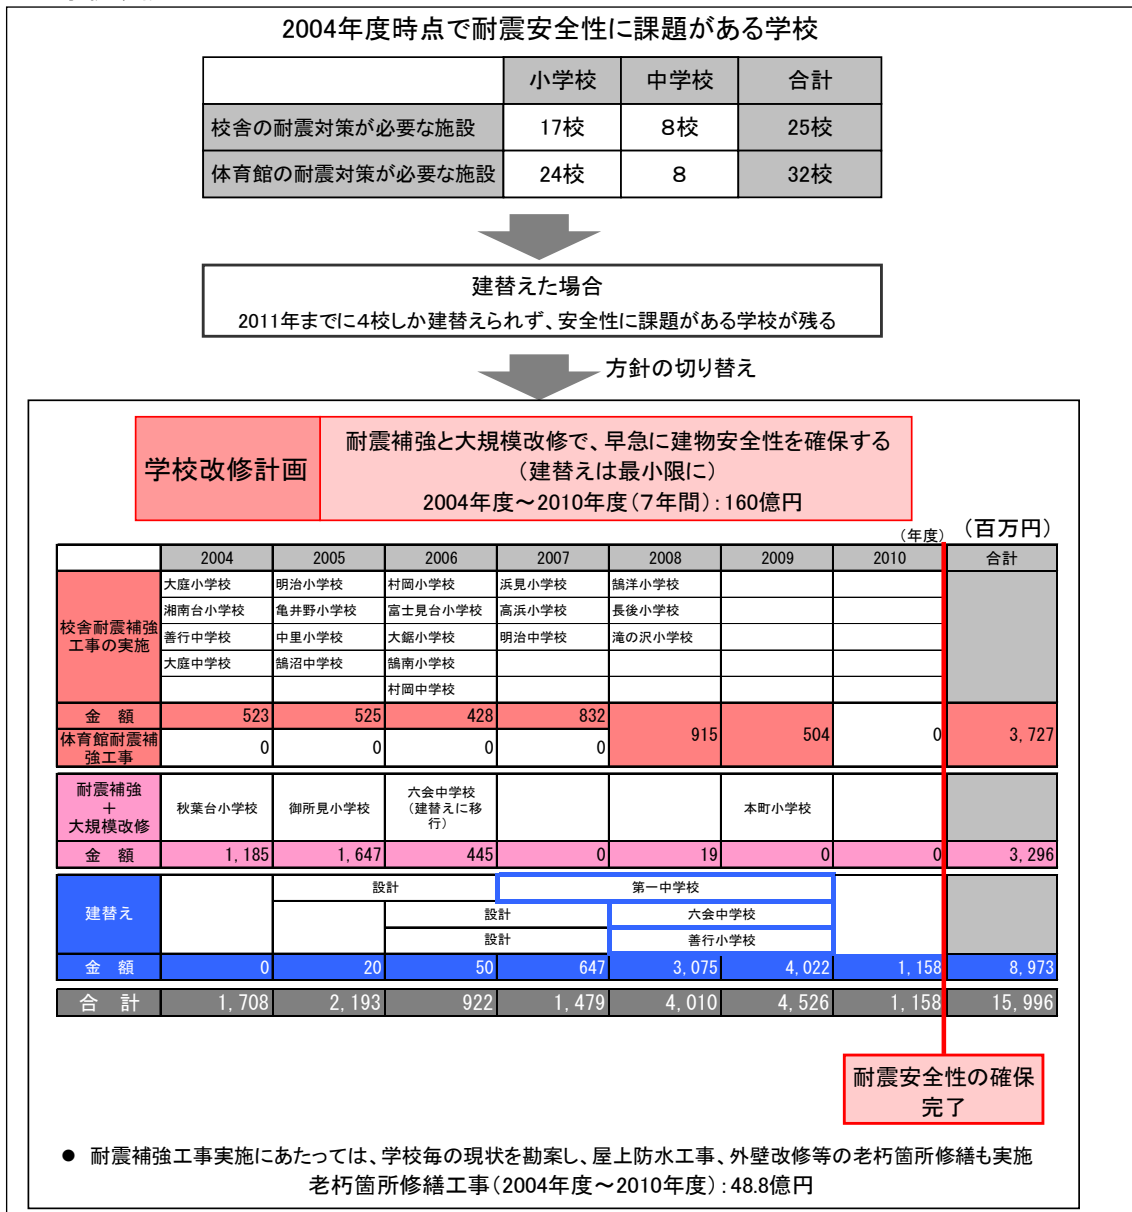 2004年度時点で耐震安全性に課題がある学校
小学校 中学校 合計
校舎の耐震対策が必要な施設 17校 8校 25校
体育館の耐震対策が必要な施設 24校 8 32校
建替えた場合
2011年までに4校しか建替えられず、安全性に課題がある学校が残る
方針の切り替え
学校改修計画
耐震補強と大規模改修で、早急に建物安全性を確保する
(建替えは最小限に)
2004年度～2010年度(7年間):160億円
(年度) (百万円)
2004 2005 2006 2007 2008 2009 2010 合計
校舎耐震補強工事の実施
大庭小学校 明治小学校 村岡小学校 浜見小学校 鵠洋小学校
湘南台小学校 亀井野小学校 富士見台小学校 高浜小学校 長後小学校
善行中学校 中里小学校 大鋸小学校 明治中学校 滝の沢小学校
大庭中学校 鵠沼中学校 鵠南小学校
村岡中学校
金 額 523 525 428 832
体育館耐震補強工事 0 0 0 0
915 504 0 3,727
耐震補強
+
大規模改修
秋葉台小学校 御所見小学校 六会中学校(建替えに移行) 本町小学校
金 額 1,185 1,647 445 0 19 0 0 3,296
建替え
設計 第一中学校
設計 六会中学校
設計 善行小学校
金 額 0 20 50 647 3,075 4,022 1,158 8,973
合 計 1,708 2,193 922 1,479 4,010 4,526 1,158 15,996
耐震安全性の確保
完了
● 耐震補強工事実施にあたっては、学校毎の現状を勘案し、屋上防水工事、外壁改修等の老朽箇所修繕も実施
老朽箇所修繕工事(2004年度～2010年度):48.8億円